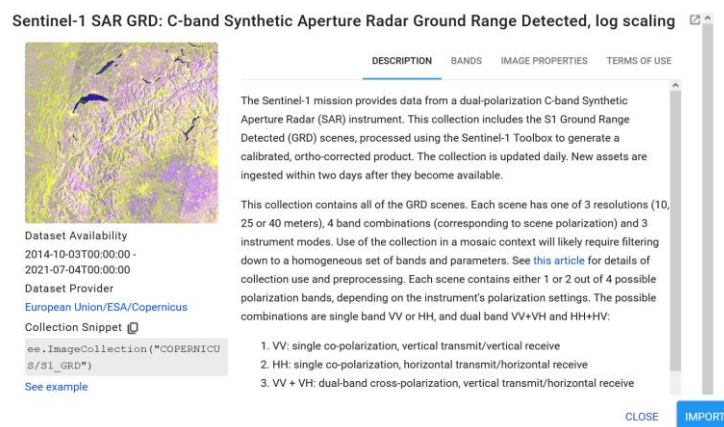 Sentinel-1 SAR GRD: C-band Synthetic Aperture Radar Ground Range Detected, log scaling
DESCRIPTION BANDS IMAGE PROPERTIES TERMS OF USE
The Sentinel-1 mission provides data from a dual-polarization C-band Synthetic
Aperture Radar (SAR) instrument. This collection includes the S1 Ground Range
Detected (GRD) scenes, processed using the Sentinel-1 Toolbox to generate a
calibrated, ortho-corrected product. The collection is updated daily. New assets are
ingested within two days after they become available.
This collection contains all of the GRD scenes. Each scene has one of 3 resolutions (10,
25 or 40 meters), 4 band combinations (corresponding to scene polarization) and 3
instrument modes. Use of the collection in a mosaic context will likely require filtering
down to a homogeneous set of bands and parameters. See this article for details of
collection use and preprocessing. Each scene contains either 1 or 2 out of 4 possible
polarization bands, depending on the instrument's polarization settings. The possible
combinations are single band VV or HH, and dual band VV+VH and HH+HV:
1. VV: single co-polarization, vertical transmit/vertical receive
2. HH: single co-polarization, horizontal transmit/horizontal receive
3. VV + VH: dual-band cross-polarization, vertical transmit/horizontal receive
Dataset Availability
2014-10-03T00:00:00 -
2021-07-04T00:00:00
Dataset Provider
European Union/ESA/Copernicus
Collection Snippet
ee.ImageCollection("COPERNICU
S/S1_GRD")
See example
CLOSE IMPORT